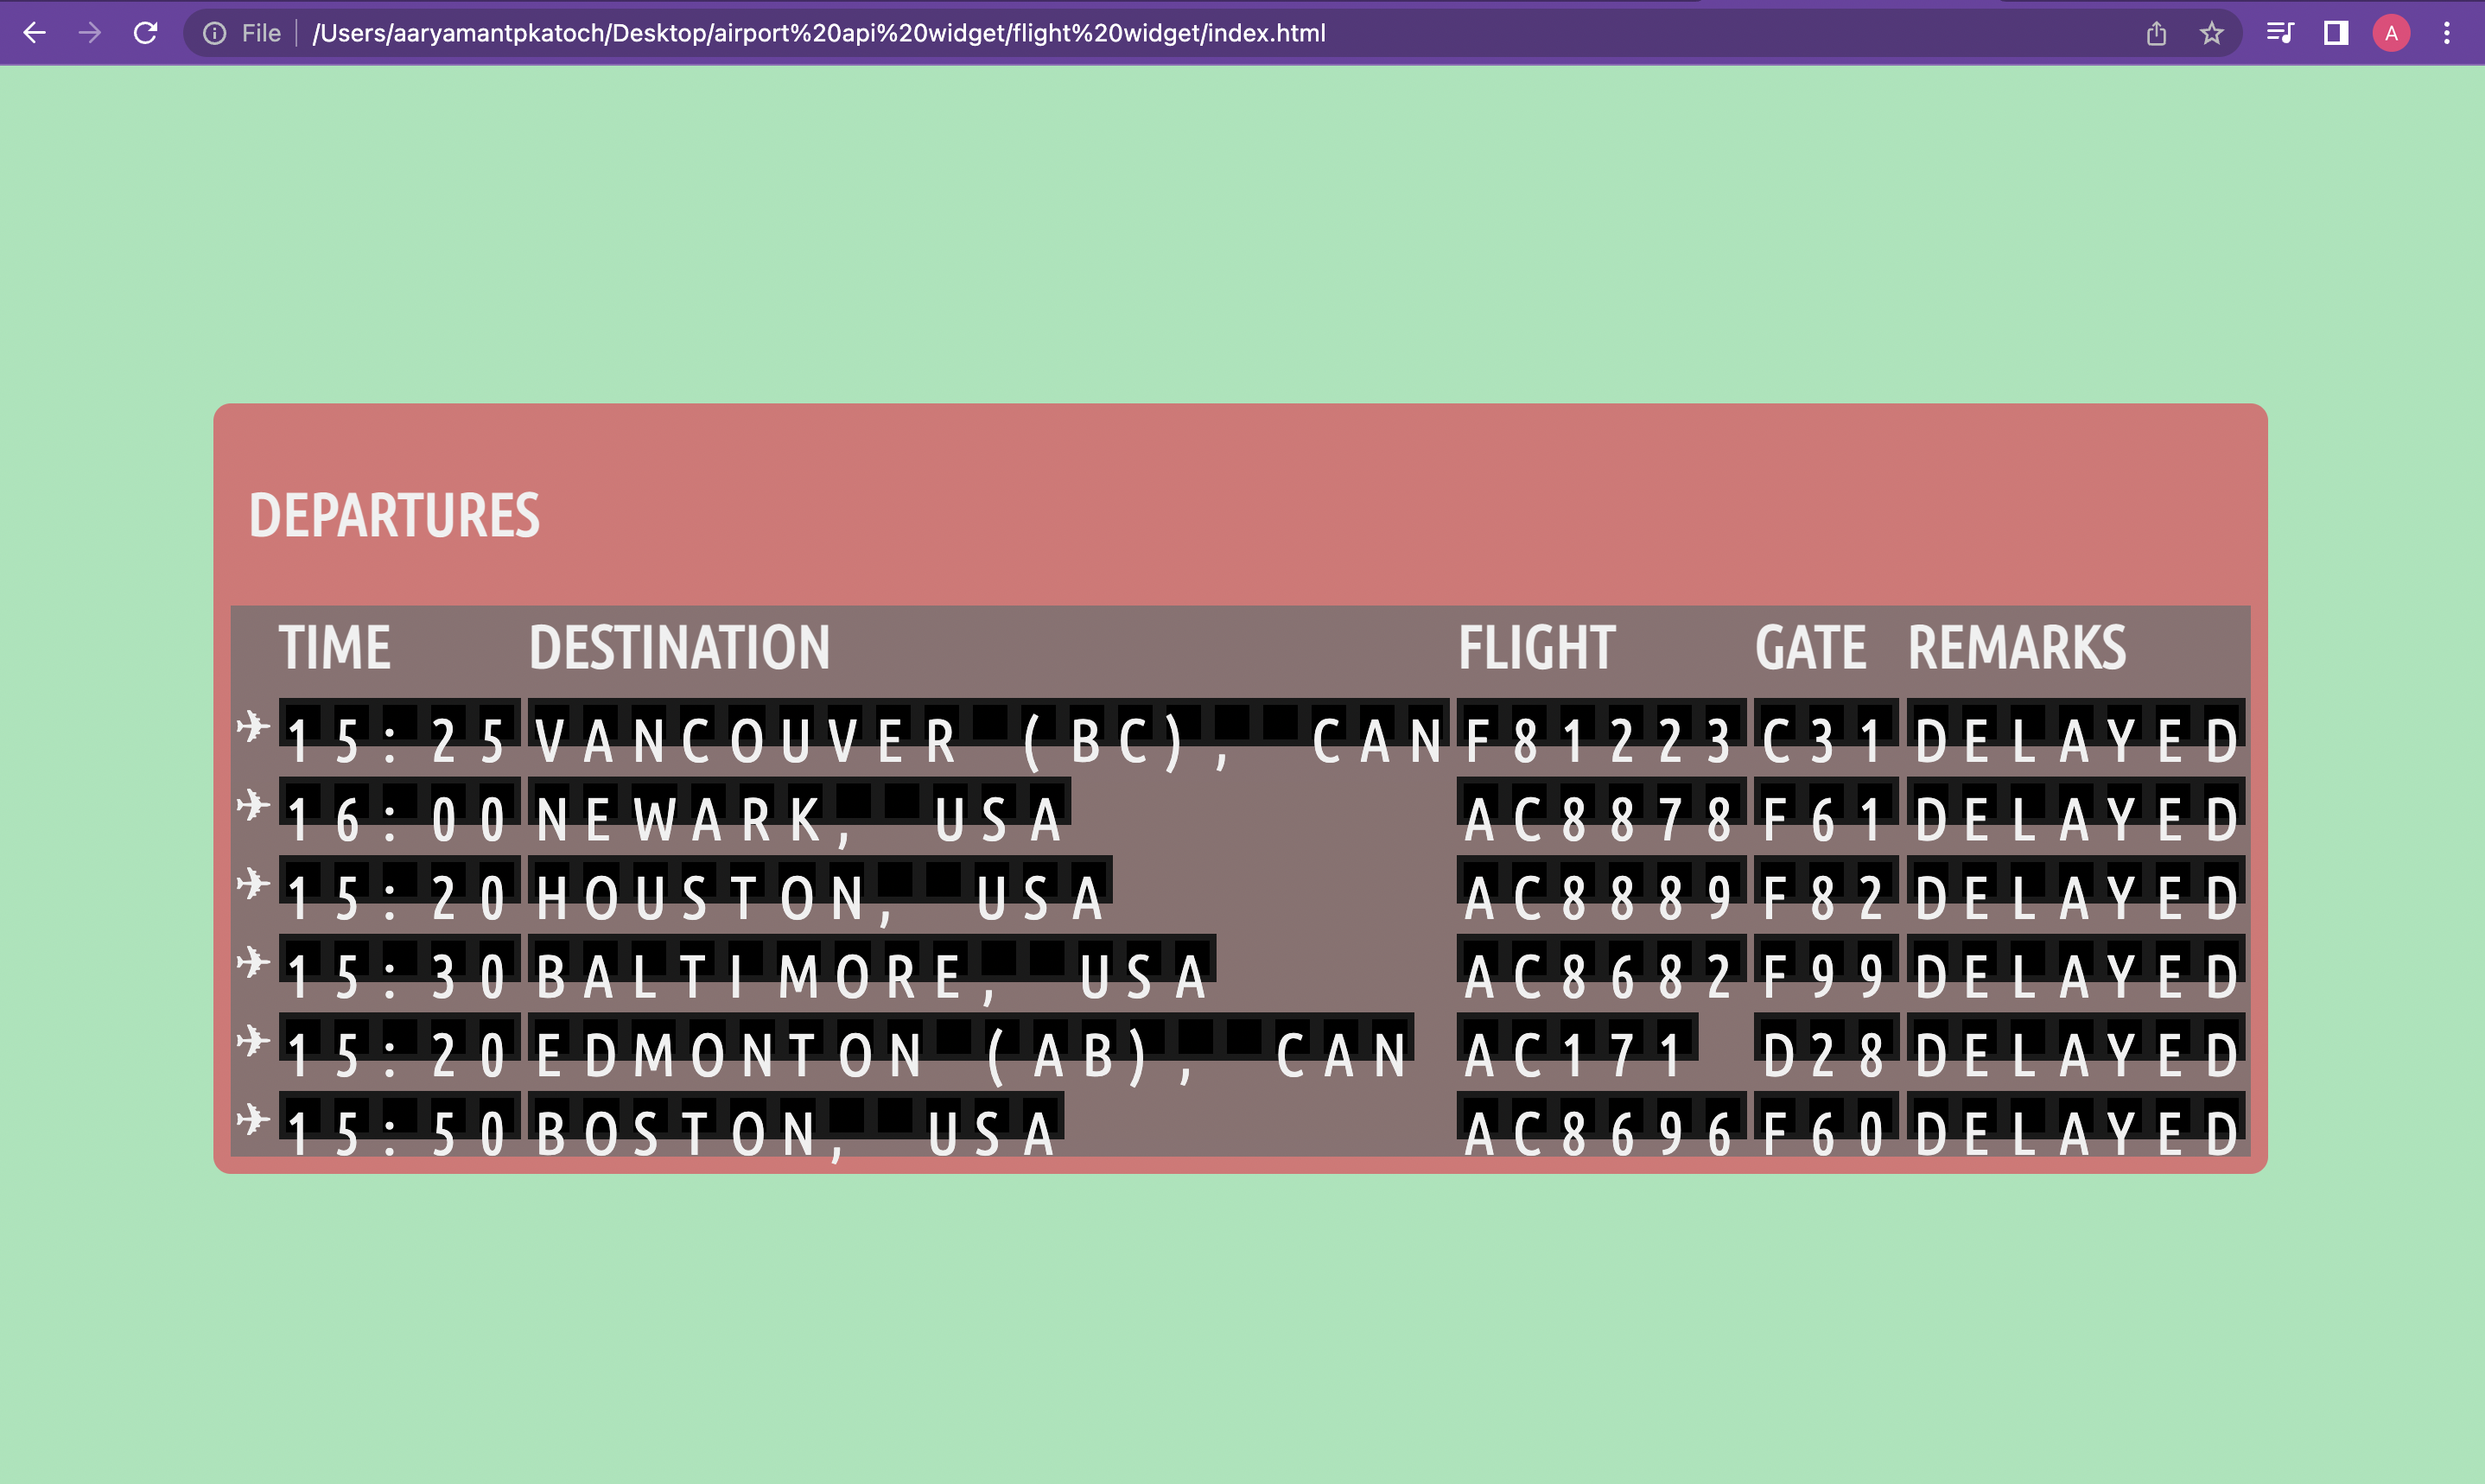 File /Users/aaryamantpkatoch/Desktop/airport%20api%20widget/flight%20widget/index.html A
DEPARTURES
TIME DESTINATION FLIGHT GATE REMARKS
15:25 VANCOUVER (BC), CAN F81223 C31 DELAYED
16:00 NEWARK, USA AC8878 F61 DELAYED
15:20 HOUSTON, USA AC8889 F82 DELAYED
15:30 BALTIMORE, USA AC8682 F99 DELAYED
15:20 EDMONTON (AB), CAN AC171 D28 DELAYED
15:50 BOSTON, USA AC8696 F60 DELAYED